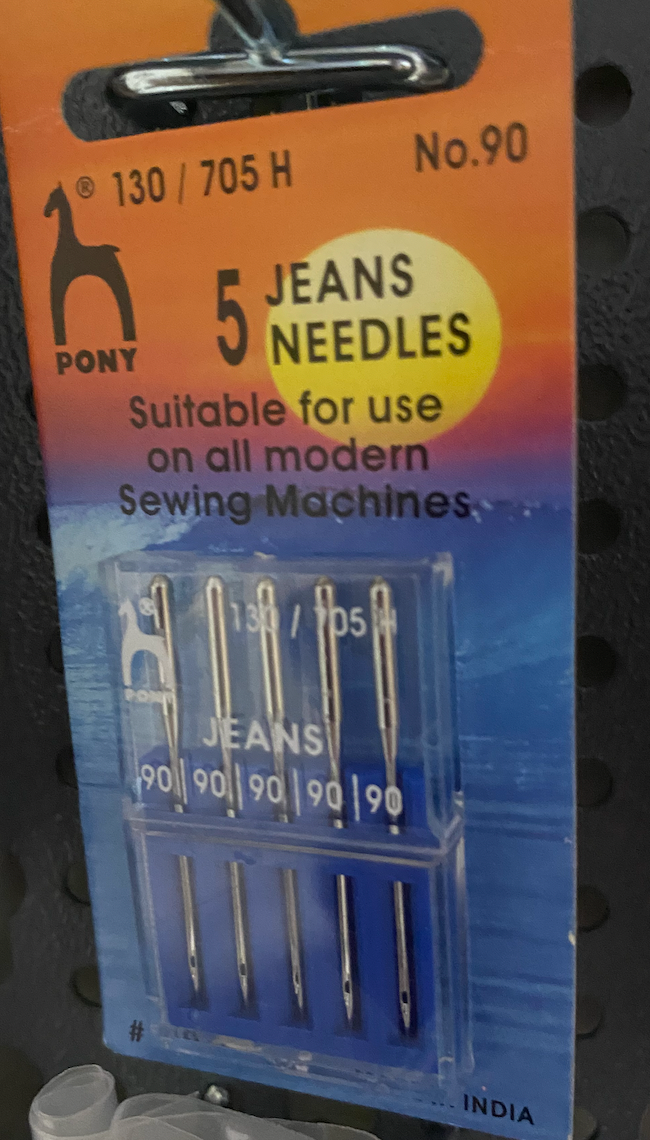 No.90
® 130 / 705 H
PONY
5 JEANS
NEEDLES
Suitable for use
on all modern
Sewing Machines
®
130 / 705 H
PONY
JEANS
90 | 90 | 90 | 90 | 90
#
INDIA